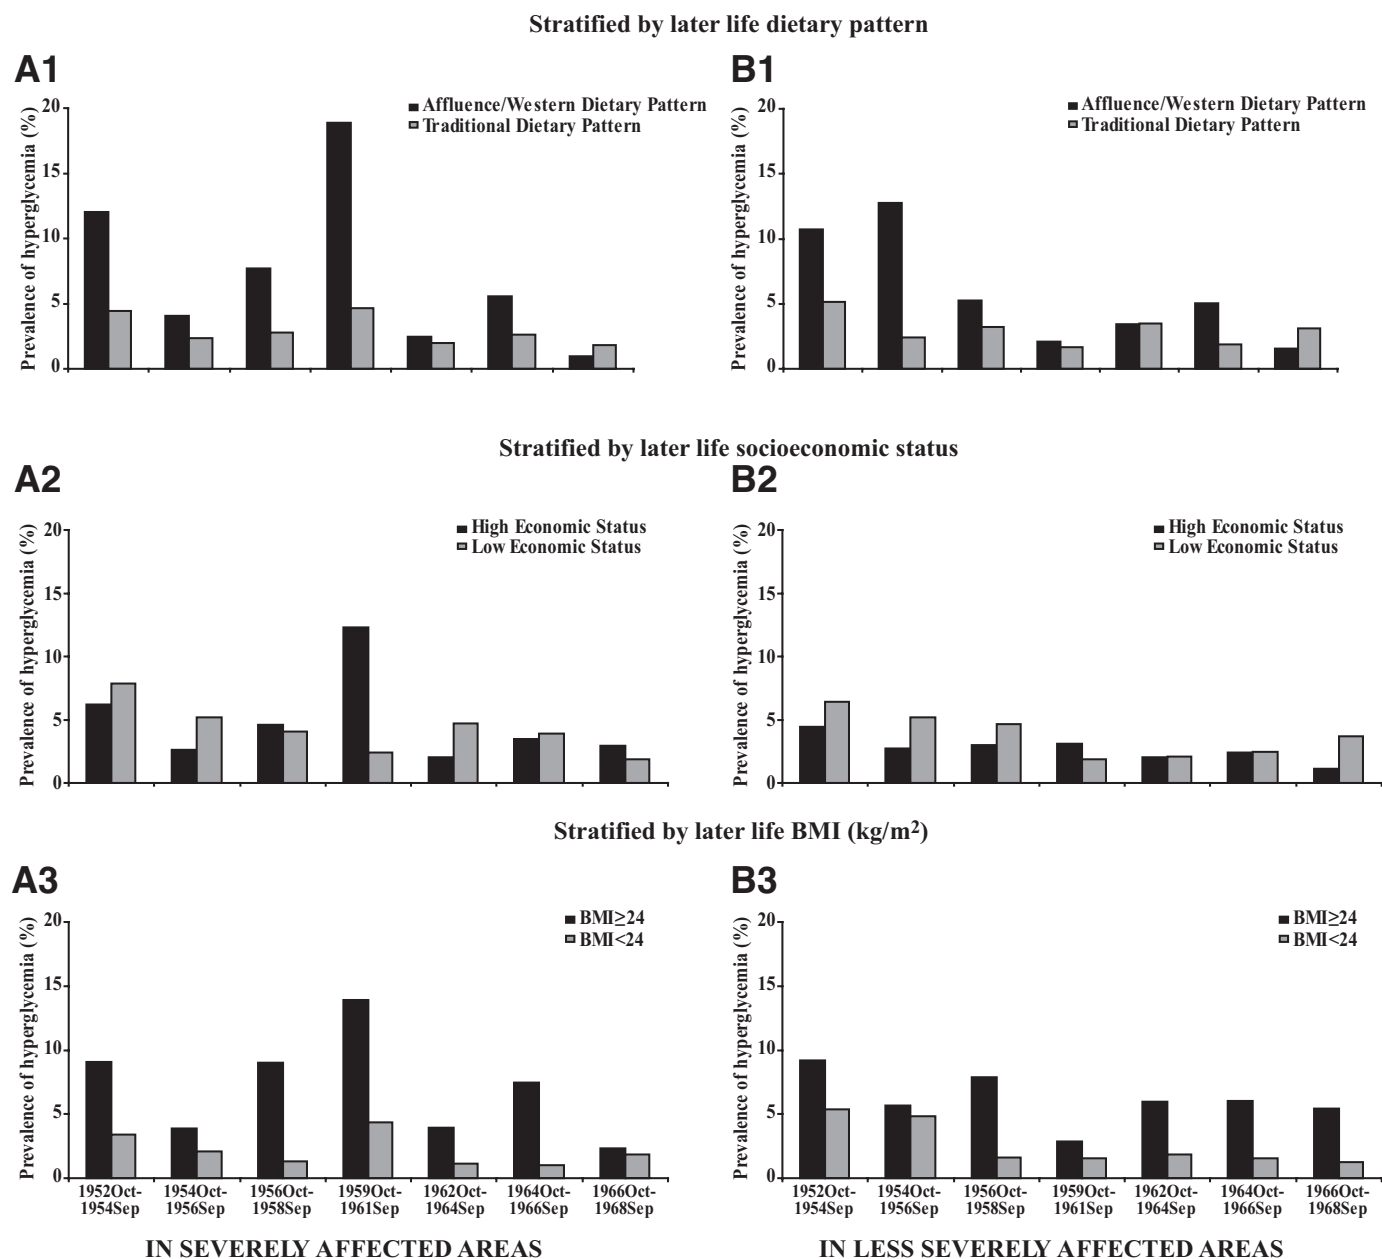 Stratified by later life dietary pattern
A1
B1
Affluence/Western Dietary Pattern
Traditional Dietary Pattern
Prevalence of hyperglycemia (%)
20
15
10
5
0
Affluence/Western Dietary Pattern
Traditional Dietary Pattern
Prevalence of hyperglycemia (%)
20
15
10
5
0
Stratified by later life socioeconomic status
A2
B2
High Economic Status
Low Economic Status
Prevalence of hyperglycemia (%)
20
15
10
5
0
High Economic Status
Low Economic Status
Prevalence of hyperglycemia (%)
20
15
10
5
0
Stratified by later life BMI (kg/m²)
A3
B3
BMI≥24
BMI<24
Prevalence of hyperglycemia (%)
20
15
10
5
0
BMI≥24
BMI<24
Prevalence of hyperglycemia (%)
20
15
10
5
0
1952Oct- 1954Oct- 1956Oct- 1959Oct- 1962Oct- 1964Oct- 1966Oct-
1954Sep 1956Sep 1958Sep 1961Sep 1964Sep 1966Sep 1968Sep
1952Oct- 1954Oct- 1956Oct- 1959Oct- 1962Oct- 1964Oct- 1966Oct-
1954Sep 1956Sep 1958Sep 1961Sep 1964Sep 1966Sep 1968Sep
IN SEVERELY AFFECTED AREAS
IN LESS SEVERELY AFFECTED AREAS